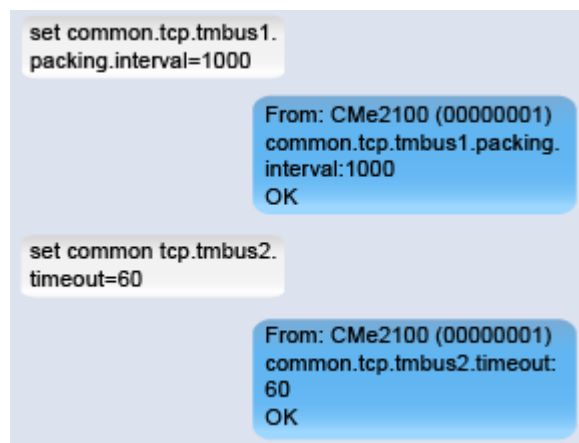 set common.tcp.tmbus1.
packing.interval=1000
From: CMe2100 (00000001)
common.tcp.tmbus1.packing.
interval:1000
OK
set common tcp.tmbus2.
timeout=60
From: CMe2100 (00000001)
common.tcp.tmbus2.timeout:
60
OK